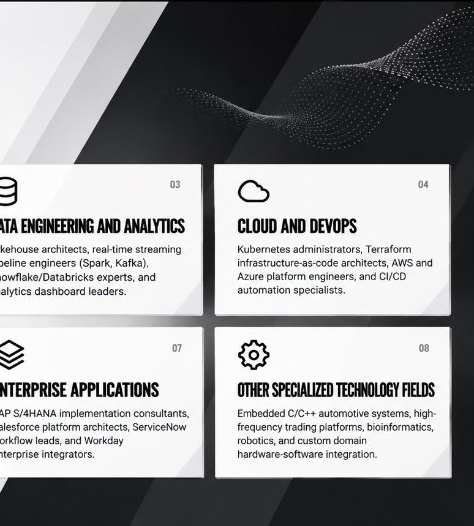 03
ATA ENGINEERING AND ANALYTICS
kehouse architects, real-time streaming
peline engineers (Spark, Kafka),
nowflake/Databricks experts, and
alytics dashboard leaders.
04
CLOUD AND DEVOPS
Kubernetes administrators, Terraform
infrastructure-as-code architects, AWS and
Azure platform engineers, and CI/CD
automation specialists.
07
NTERPRISE APPLICATIONS
AP S/4HANA implementation consultants,
alesforce platform architects, ServiceNow
orkflow leads, and Workday
nterprise integrators.
08
OTHER SPECIALIZED TECHNOLOGY FIELDS
Embedded C/C++ automotive systems, high-
frequency trading platforms, bioinformatics,
robotics, and custom domain
hardware-software integration.